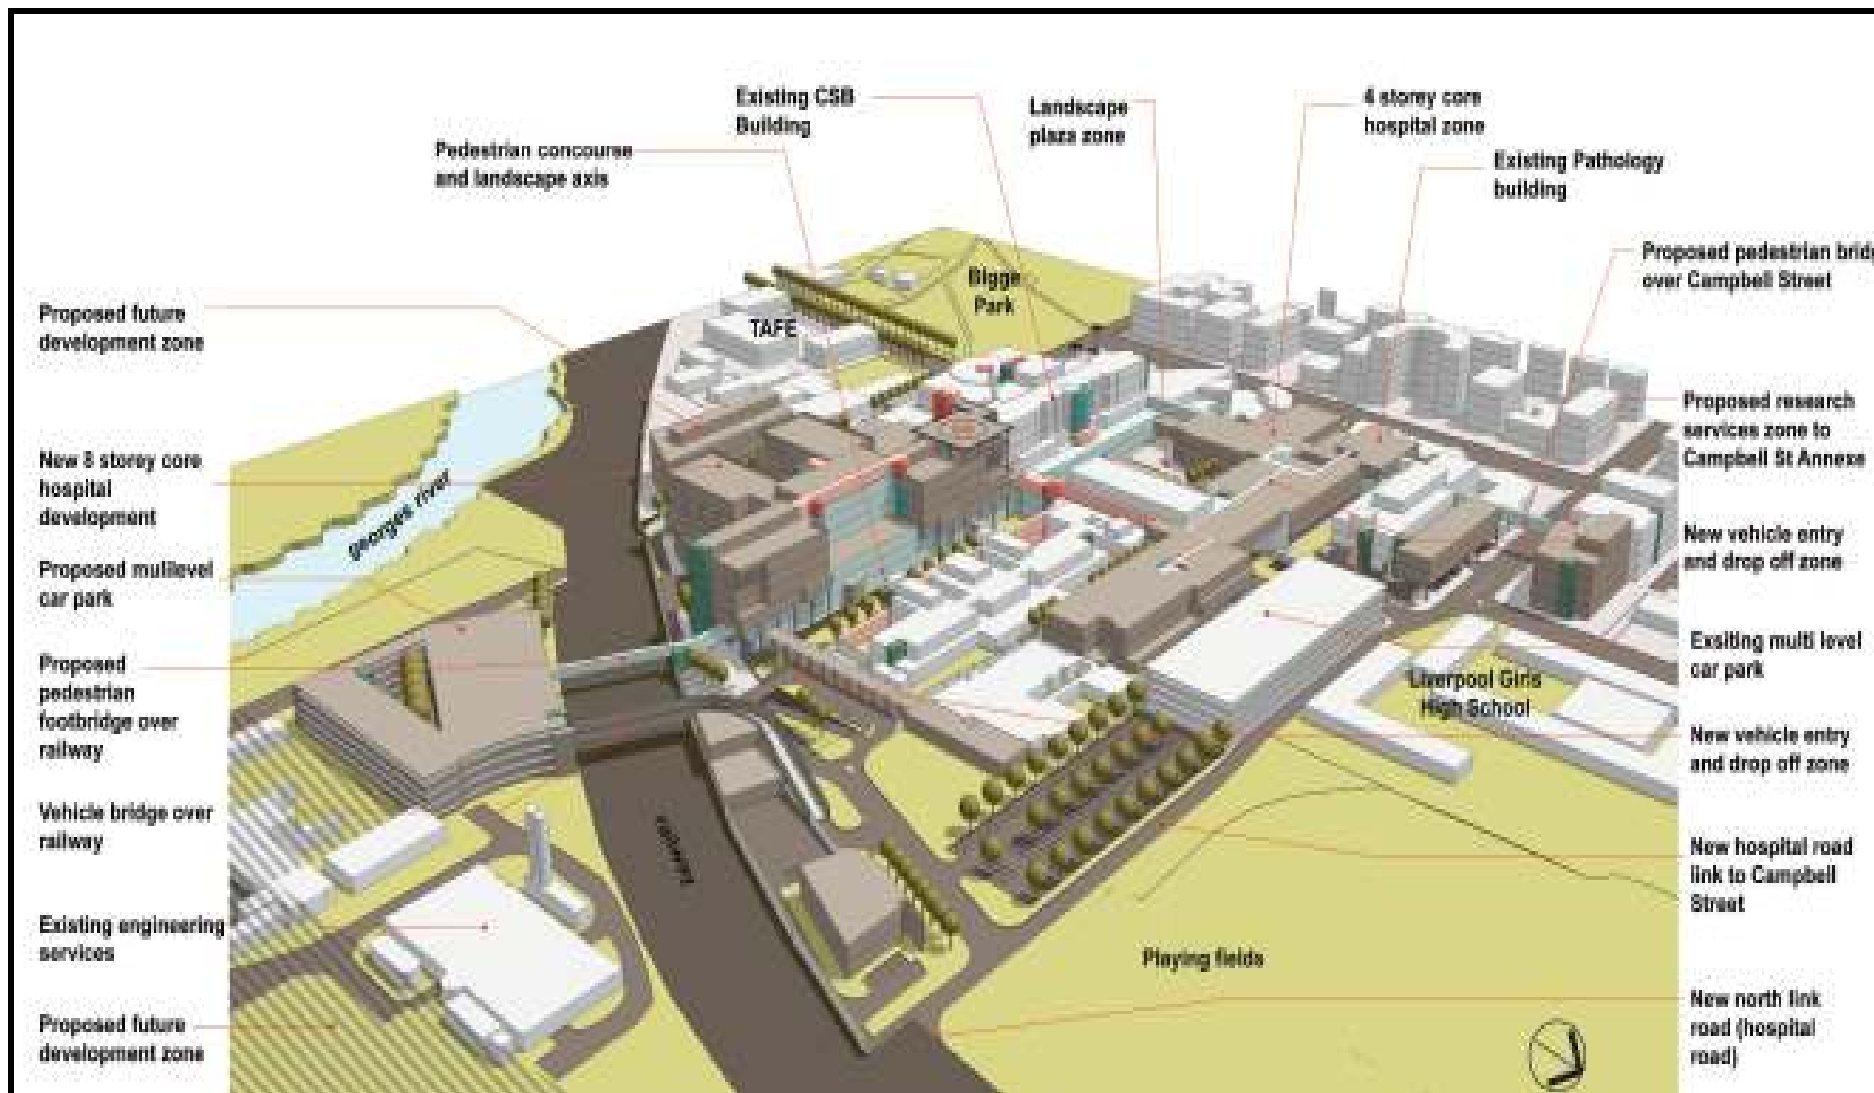 Existing CSB
Building
Landscape
plaza zone
4 storey core
hospital zone
Pedestrian concourse
and landscape axis
Existing Pathology
building
Proposed pedestrian bridg
over Campbell Street
Bigge
Park
TAFE
Proposed future
development zone
New 8 storey core
hospital
development
georges river
Proposed mulilevel
car park
Proposed
pedestrian
footbridge over
railway
Vehicle bridge over
railway
Existing engineering
services
Proposed future
development zone
railway
Proposed research
services zone to
Campbell St Annexe
New vehicle entry
and drop off zone
Exsiting multi level
car park
Liverpool Girls
High School
New vehicle entry
and drop off zone
New hospital road
link to Campbell
Street
Playing fields
New north link
road (hospital
road)